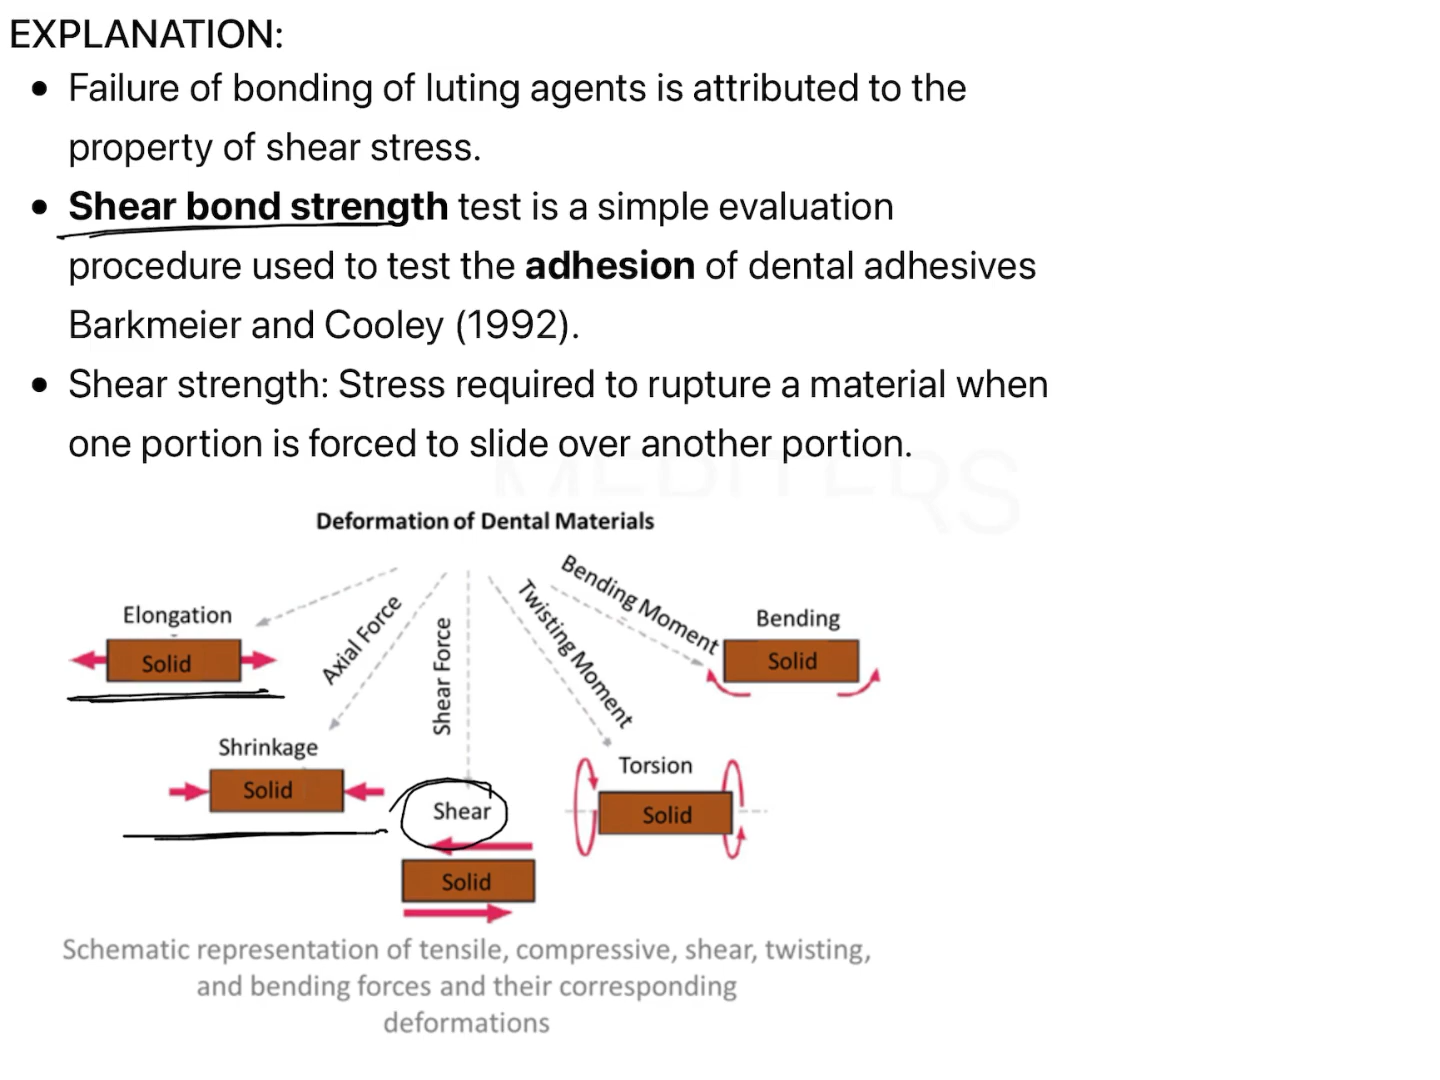 EXPLANATION:
• Failure of bonding of luting agents is attributed to the
property of shear stress.
• Shear bond strength test is a simple evaluation
procedure used to test the adhesion of dental adhesives
Barkmeier and Cooley (1992).
• Shear strength: Stress required to rupture a material when
one portion is forced to slide over another portion.
MEDITERS
Deformation of Dental Materials
Elongation
Solid
Axial Force
Shear Force
Twisting Moment
Bending Moment
Bending
Solid
Shrinkage
Solid
Shear
Solid
Torsion
Solid
Schematic representation of tensile, compressive, shear, twisting,
and bending forces and their corresponding
deformations